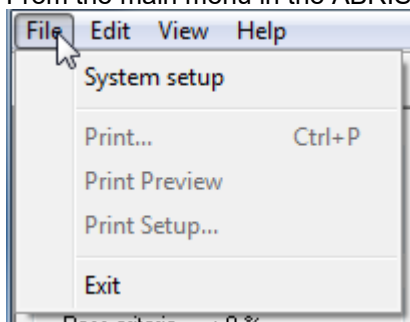 From the main menu in the
File Edit View Help
System setup
Print... Ctrl+P
Print Preview
Print Setup...
Exit